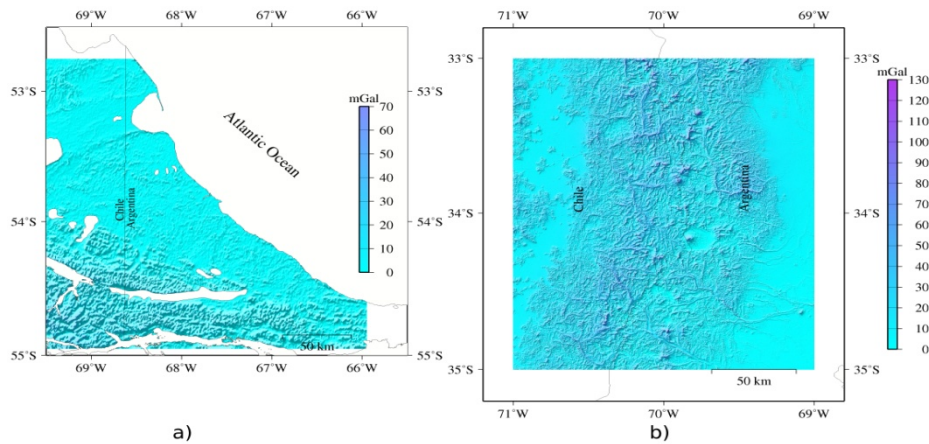 69°W 68°W 67°W 66°W
53°S
54°S
55°S
mGal
70
60
50
40
30
20
10
0
Atlantic Ocean
Chile
Argentina
50 km
69°W 68°W 67°W 66°W
a)
71°W 70°W 69°W
33°S 33°S
34°S 34°S
35°S 35°S
Chile
Argentina
mGal
130
120
110
100
90
80
70
60
50
40
30
20
10
0
50 km
71°W 70°W 69°W
b)